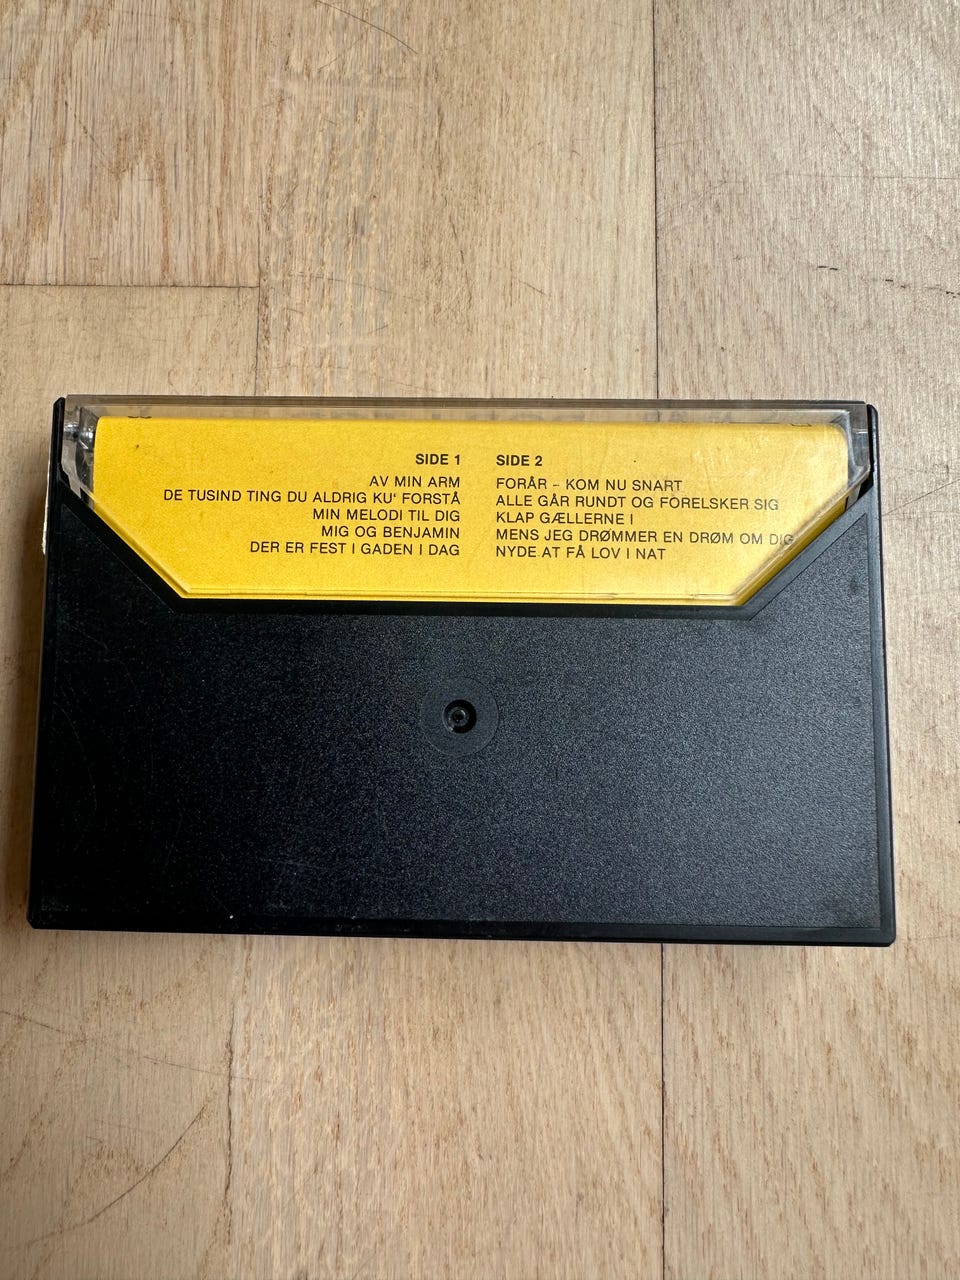 SIDE 1
AV MIN ARM
DE TUSIND TING DU ALDRIG KU‘ FORSTÅ
MIN MELODI TIL DIG
MIG OG BENJAMIN
DER ER FEST I GADEN I DAG
SIDE 2
FORÅR – KOM NU SNART
ALLE GÅR RUNDT OG FORELSKER SIG
KLAP GÆLLERNE I
MENS JEG DRØMMER EN DRØM OM DIG
NYDE AT FÅ LOV I NAT